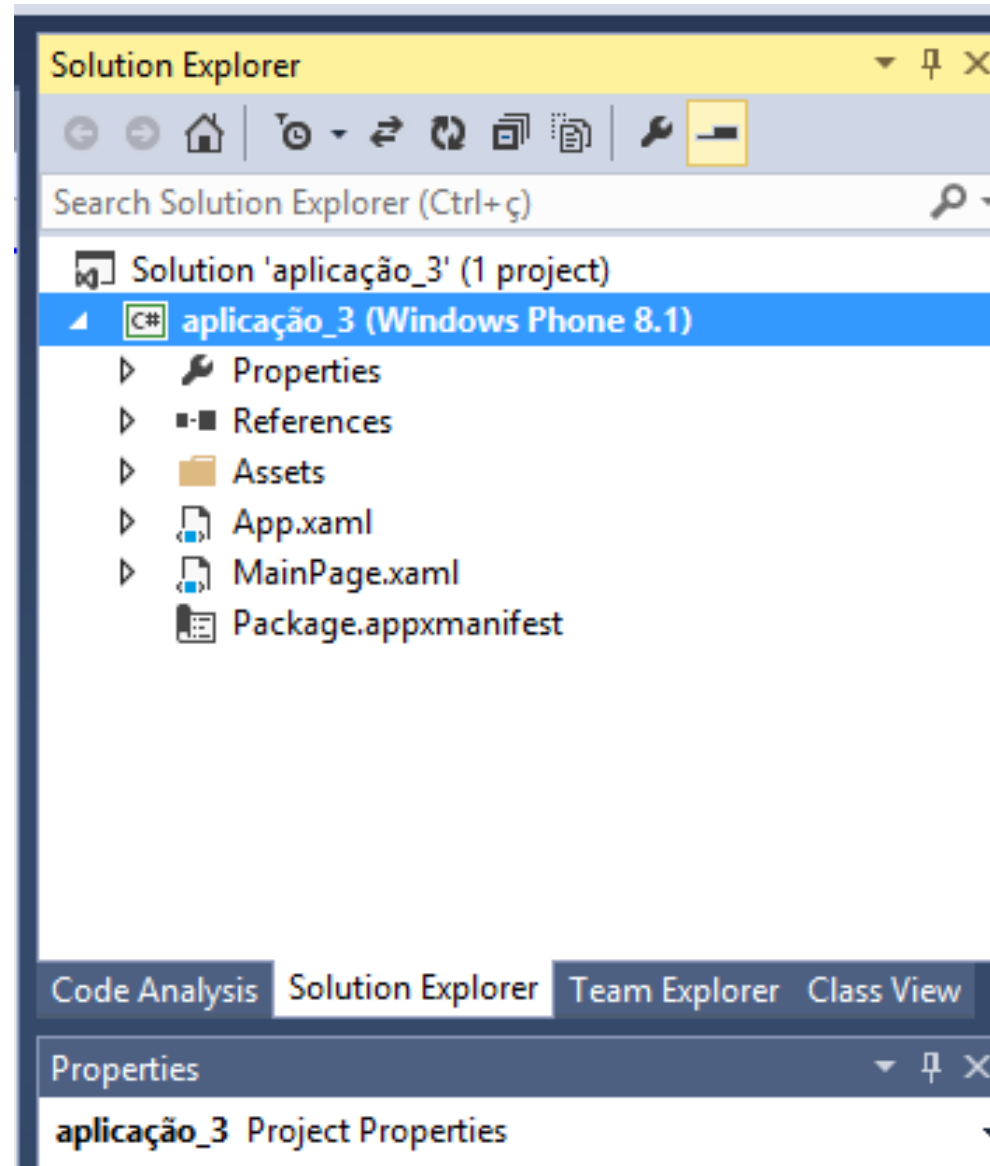 Solution Explorer
Search Solution Explorer (Ctrl+ç)
Solution 'aplicação_3' (1 project)
C# aplicação_3 (Windows Phone 8.1)
Properties
References
Assets
App.xaml
MainPage.xaml
Package.appxmanifest
Code Analysis Solution Explorer Team Explorer Class View
Properties
aplicação_3 Project Properties